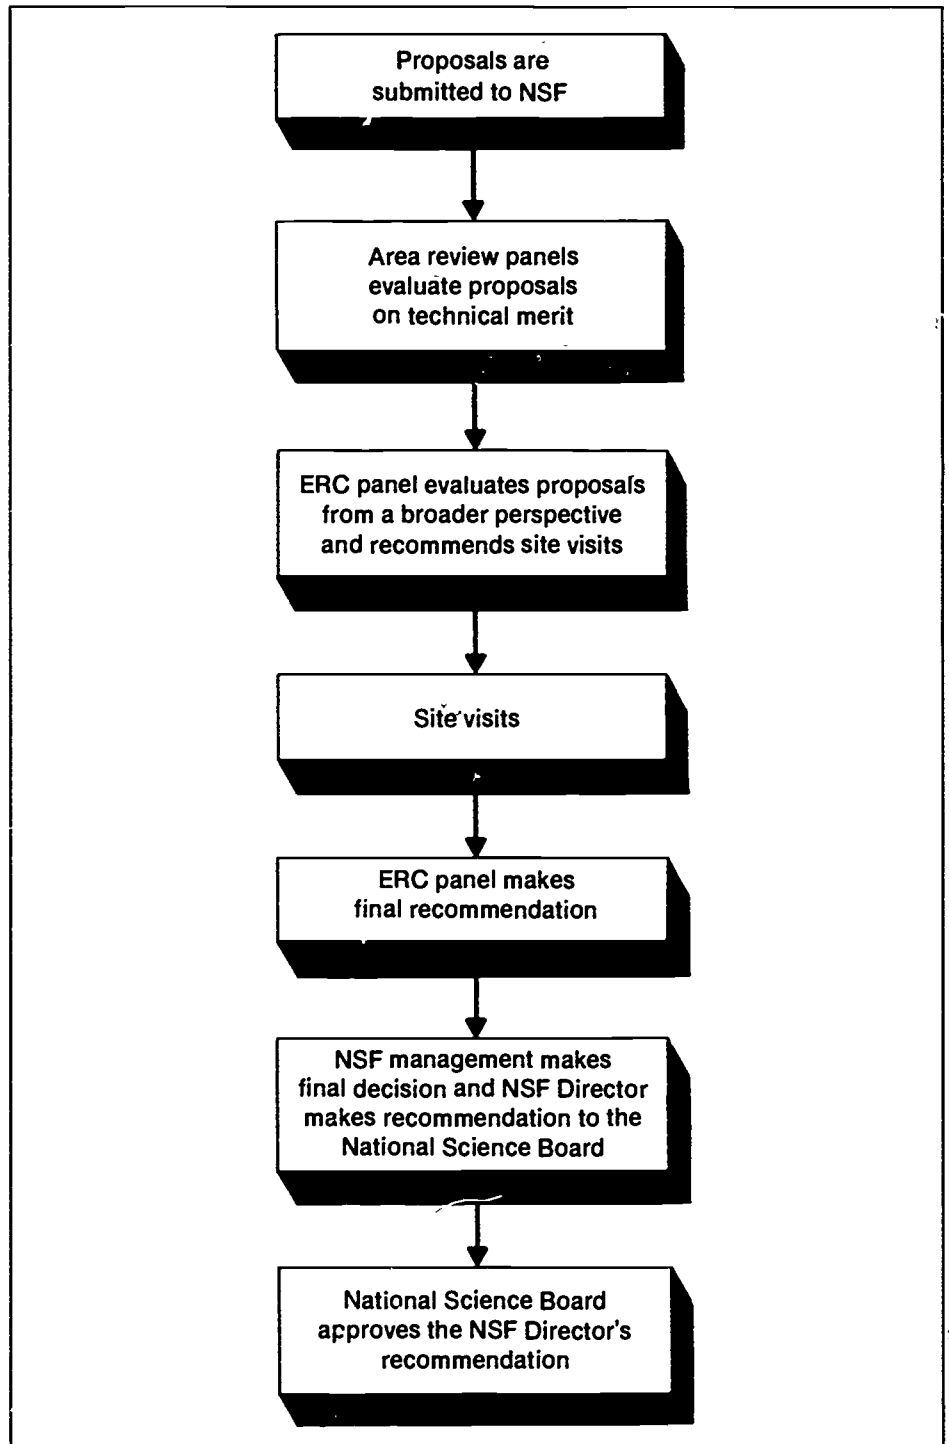 Proposals are
submitted to NSF
Area review panels
evaluate proposals
on technical merit
ERC panel evaluates proposals
from a broader perspective
and recommends site visits
Site visits
ERC panel makes
final recommendation
NSF management makes
final decision and NSF Director
makes recommendation to the
National Science Board
National Science Board
approves the NSF Director's
recommendation